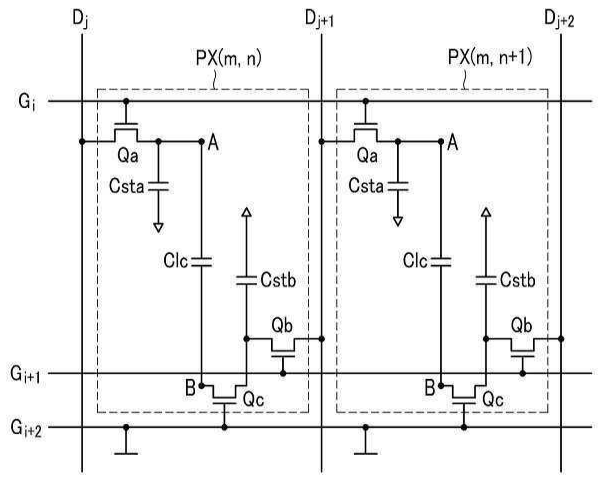 Dj Dj+1 Dj+2
PX(m, n) PX(m, n+1)
Gi
A A
Qa Qa
Csta Csta
Clc Cstb Clc Cstb
Qb Qb
Gi+1
B Qc B Qc
Gi+2